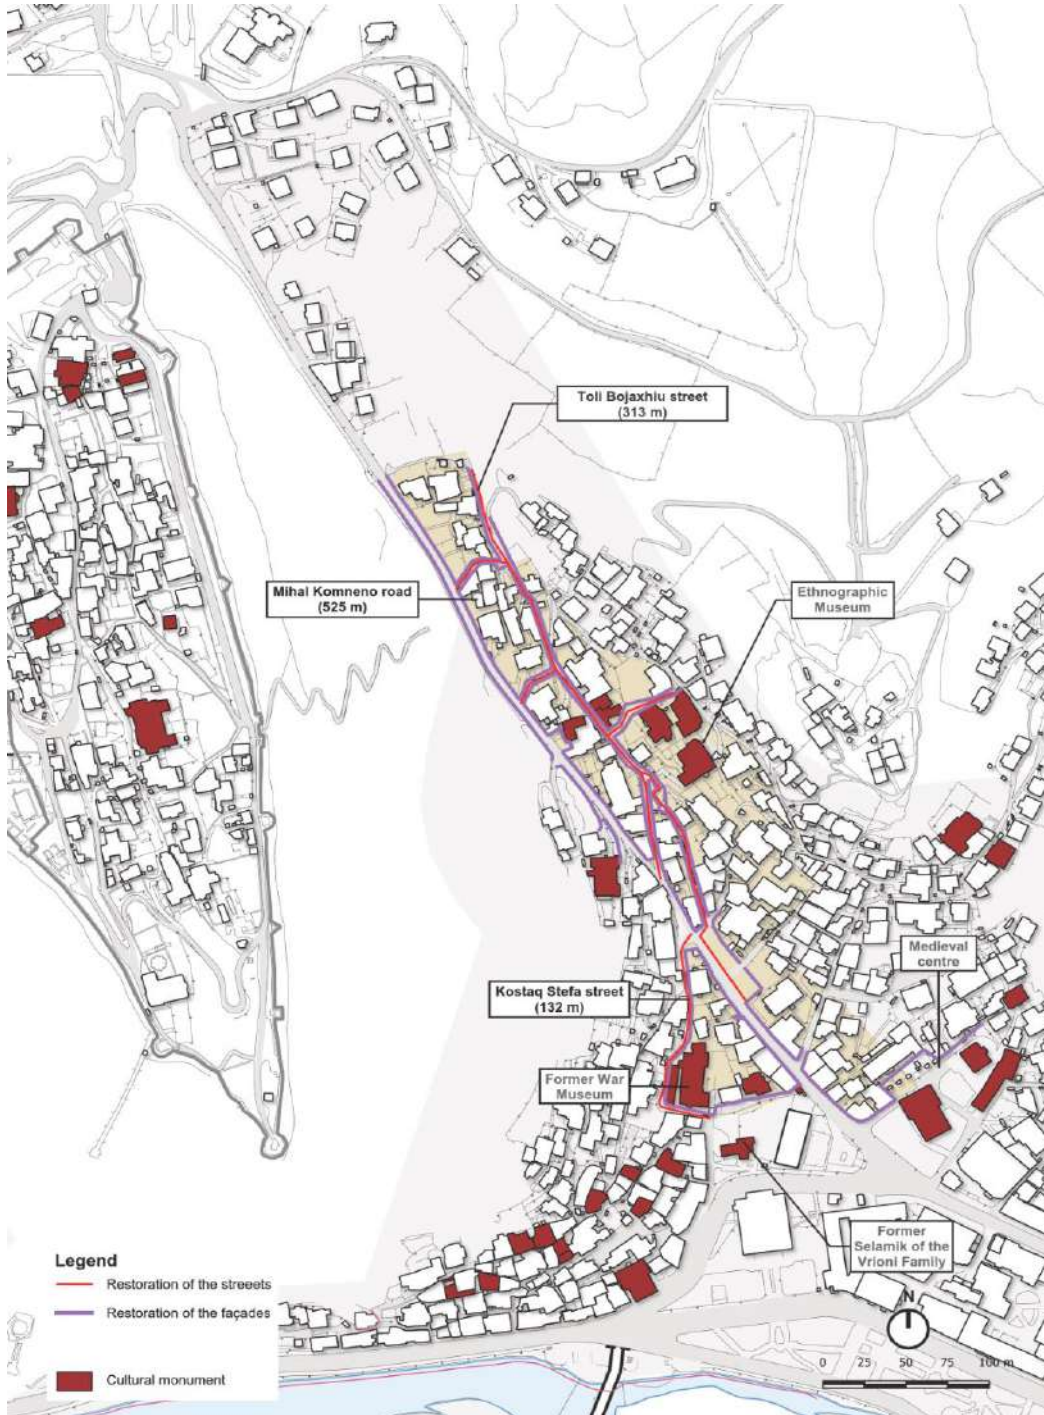 Toli Bojaxhiu street
(313 m)
Mihal Komneno road
(525 m)
Ethnographic
Museum
Medieval
centre
Kostaq Stefa street
(132 m)
Former War
Museum
Former
Selamik of the
Vrioni Family
Legend
Restoration of the streeets
Restoration of the façades
Cultural monument
N
0 25 50 75 100 m